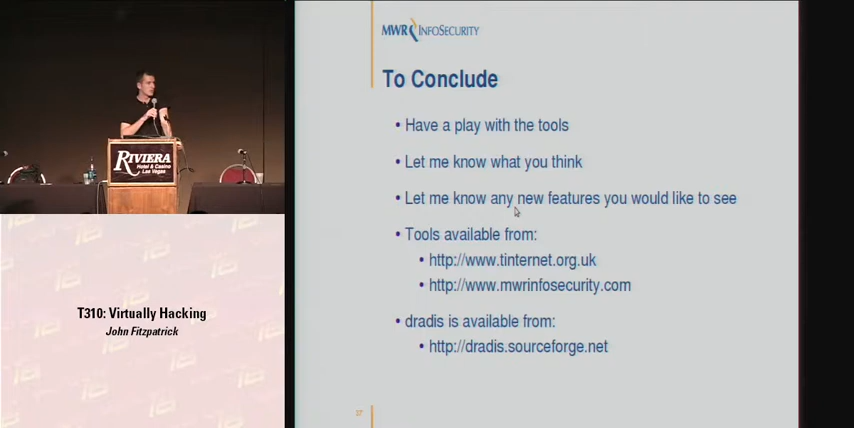 RIVIERA
Hotel & Casino
Las Vegas
T310: Virtually Hacking
John Fitzpatrick
MWR INFOSECURITY
To Conclude
• Have a play with the tools
• Let me know what you think
• Let me know any new features you would like to see
• Tools available from:
• http://www.tinternet.org.uk
• http://www.mwrinfosecurity.com
• dradis is available from:
• http://dradis.sourceforge.net